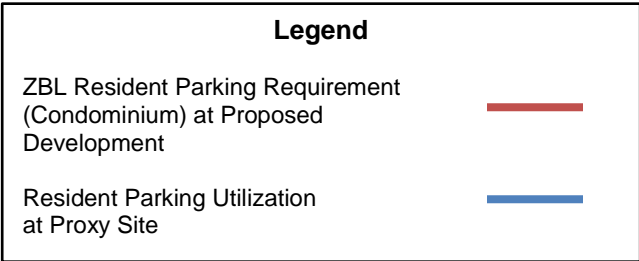 Legend
ZBL Resident Parking Requirement
(Condominium) at Proposed
Development
Resident Parking Utilization
at Proxy Site